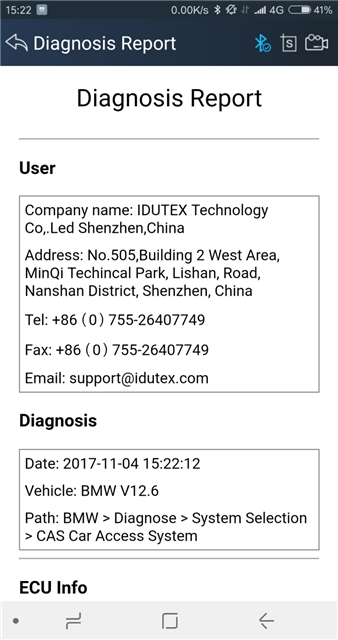 15:22 0.00K/s 4G 41%
Diagnosis Report S
Diagnosis Report
User
Company name: IDUTEX Technology
Co,.Led Shenzhen,China
Address: No.505,Building 2 West Area,
MinQi Techincal Park, Lishan, Road,
Nanshan District, Shenzhen, China
Tel: +86（0）755-26407749
Fax: +86（0）755-26407749
Email: support@idutex.com
Diagnosis
Date: 2017-11-04 15:22:12
Vehicle: BMW V12.6
Path: BMW > Diagnose > System Selection
> CAS Car Access System
ECU Info